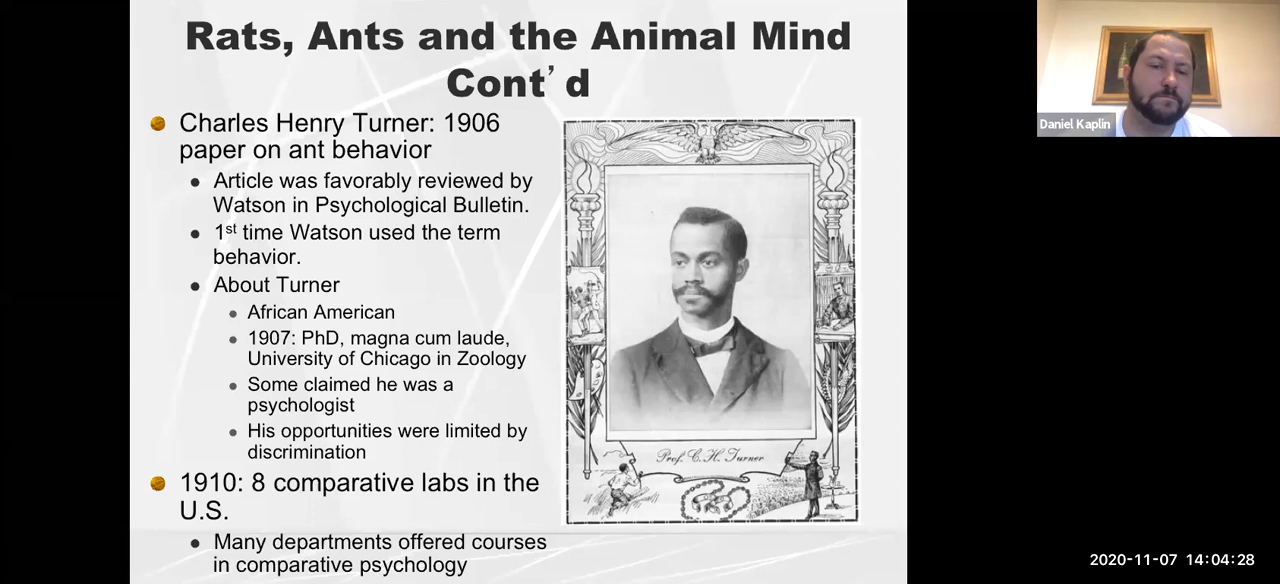 Rats, Ants and the Animal Mind
Cont’d
Charles Henry Turner: 1906
paper on ant behavior
Article was favorably reviewed by
Watson in Psychological Bulletin.
1st time Watson used the term
behavior.
About Turner
African American
1907: PhD, magna cum laude,
University of Chicago in Zoology
Some claimed he was a
psychologist
His opportunities were limited by
discrimination
1910: 8 comparative labs in the
U.S.
Many departments offered courses
in comparative psychology
Prof. C. H. Turner
Daniel Kaplin
2020-11-07 14:04:28